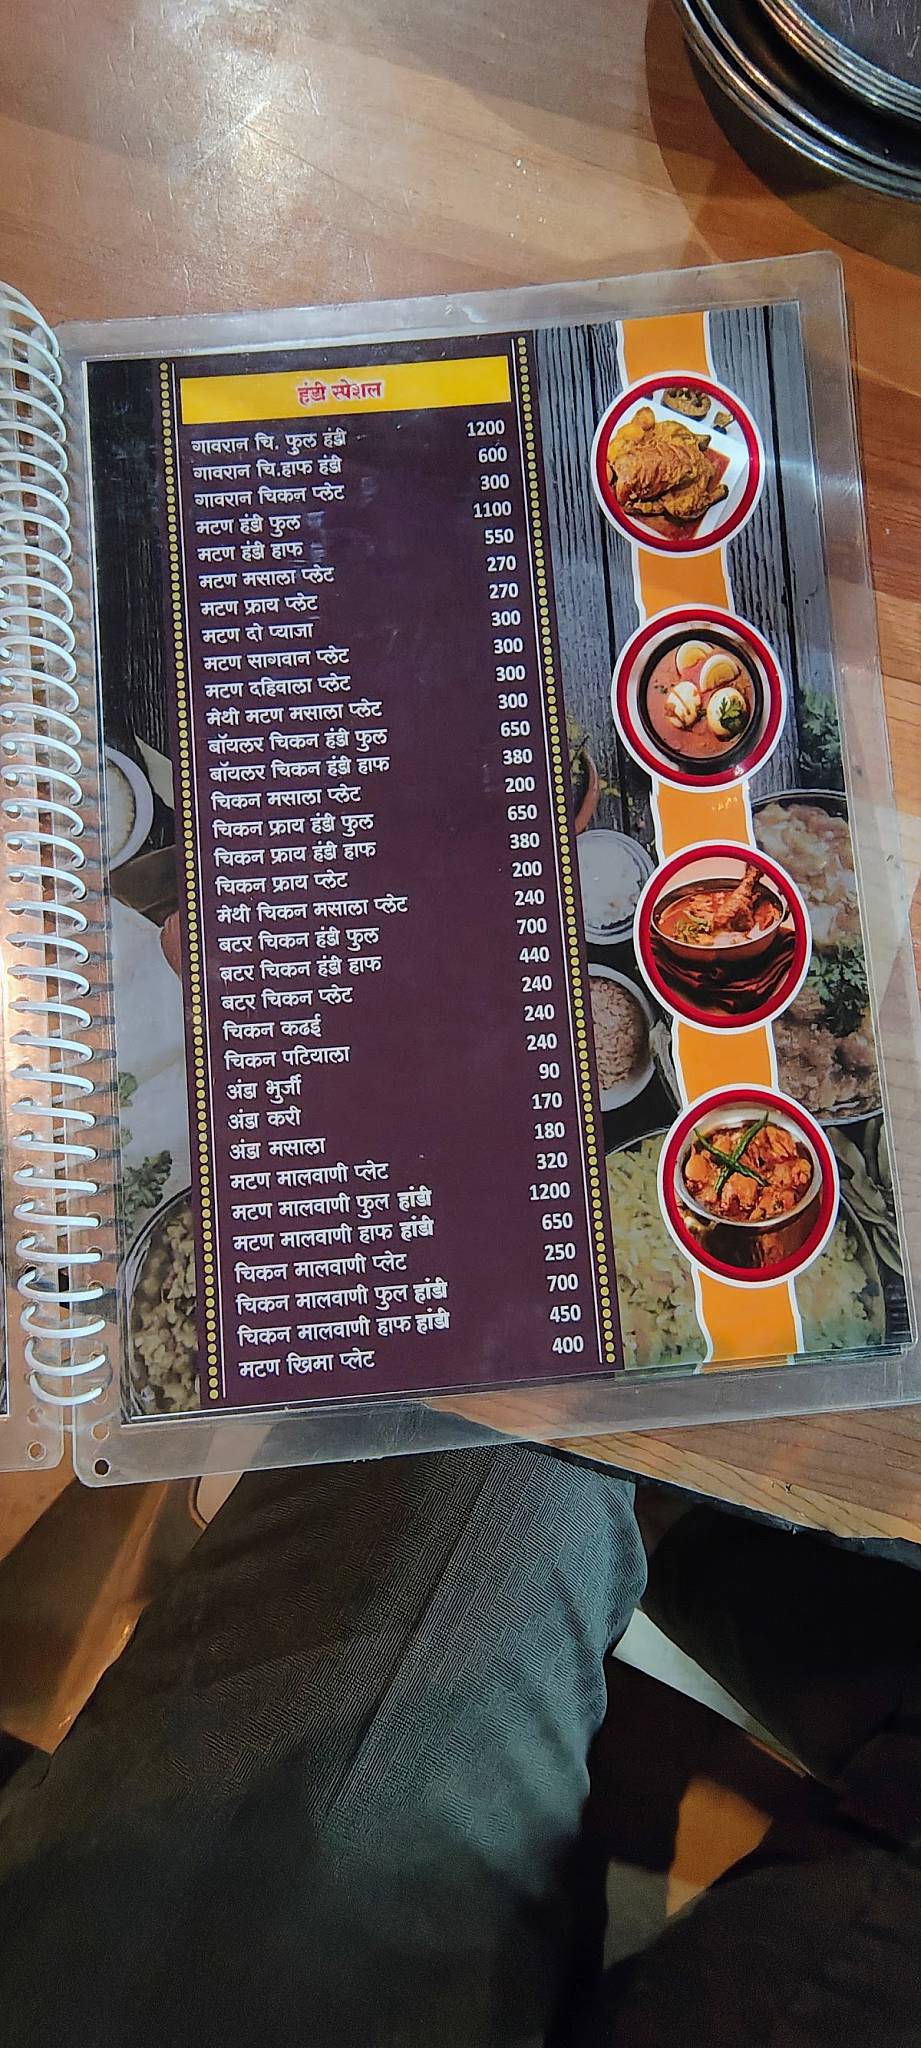 हंडी स्पेशल
गावरान चि. फुल हंडी 1200
गावरान चि.हाफ हंडी 600
गावरान चिकन प्लेट 300
मटण हंडी फुल 1100
मटण हंडी हाफ 550
मटण मसाला प्लेट 270
मटण फ्राय प्लेट 270
मटण दो प्याजा 300
मटण सागवान प्लेट 300
मटण दहिवाला प्लेट 300
मेथी मटण मसाला प्लेट 300
बॉयलर चिकन हंडी फुल 650
बॉयलर चिकन हंडी हाफ 380
चिकन मसाला प्लेट 200
चिकन फ्राय हंडी फुल 650
चिकन फ्राय हंडी हाफ 380
चिकन फ्राय प्लेट 200
मेथी चिकन मसाला प्लेट 240
बटर चिकन हंडी फुल 700
बटर चिकन हंडी हाफ 440
बटर चिकन प्लेट 240
चिकन कढई 240
चिकन पटियाला 240
अंडा भुर्जी 90
अंडा करी 170
अंडा मसाला 180
मटण मालवाणी प्लेट 320
मटण मालवाणी फुल हांडी 1200
मटण मालवाणी हाफ हांडी 650
चिकन मालवाणी प्लेट 250
चिकन मालवाणी फुल हांडी 700
चिकन मालवाणी हाफ हांडी 450
मटण खिमा प्लेट 400